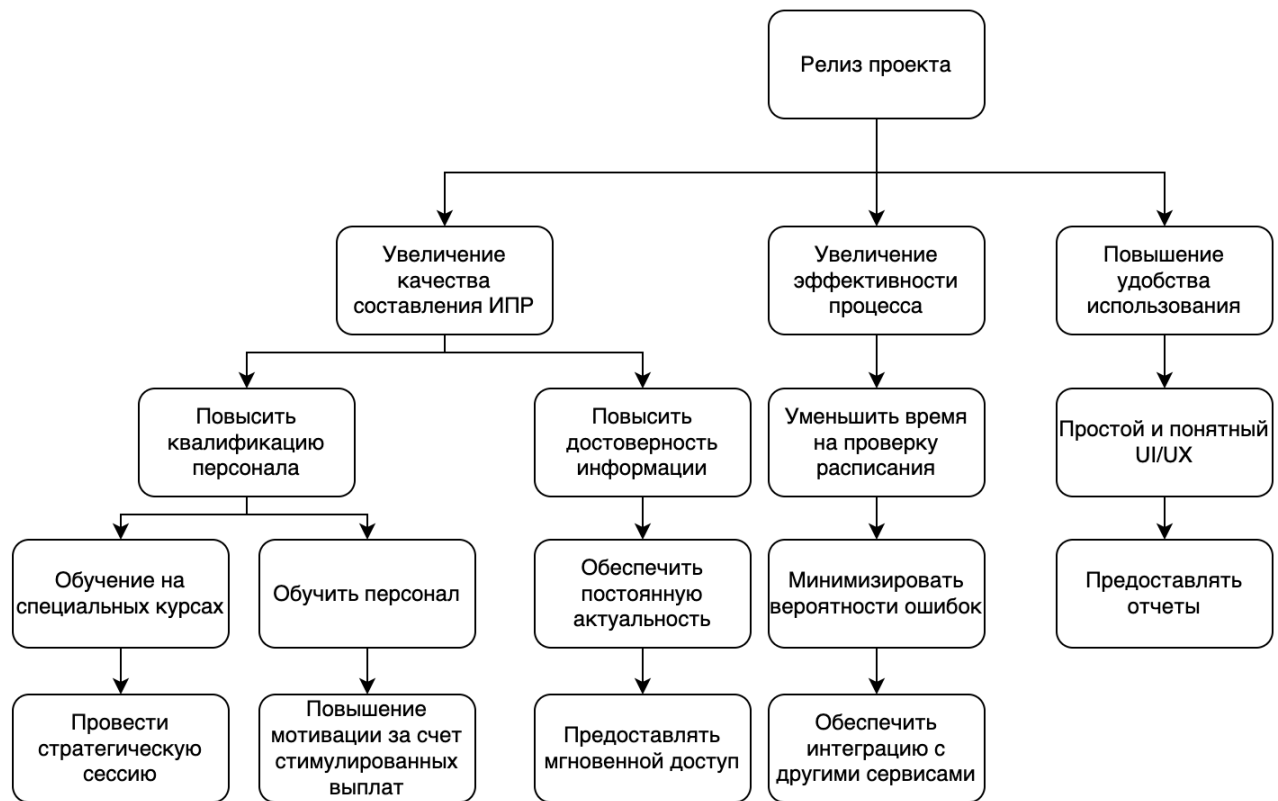 Релиз проекта
Увеличение
качества
составления ИПР
Увеличение
эффективности
процесса
Повышение
удобства
использования
Повысить
квалификацию
персонала
Повысить
достоверность
информации
Уменьшить время
на проверку
расписания
Простой и понятный
UI/UX
Обучение на
специальных курсах
Обучить персонал
Обеспечить
постоянную
актуальность
Минимизировать
вероятности ошибок
Предоставлять
отчеты
Провести
стратегическую
сессию
Повышение
мотивации за счет
стимулированных
выплат
Предоставлять
мгновенной доступ
Обеспечить
интеграцию с
другими сервисами